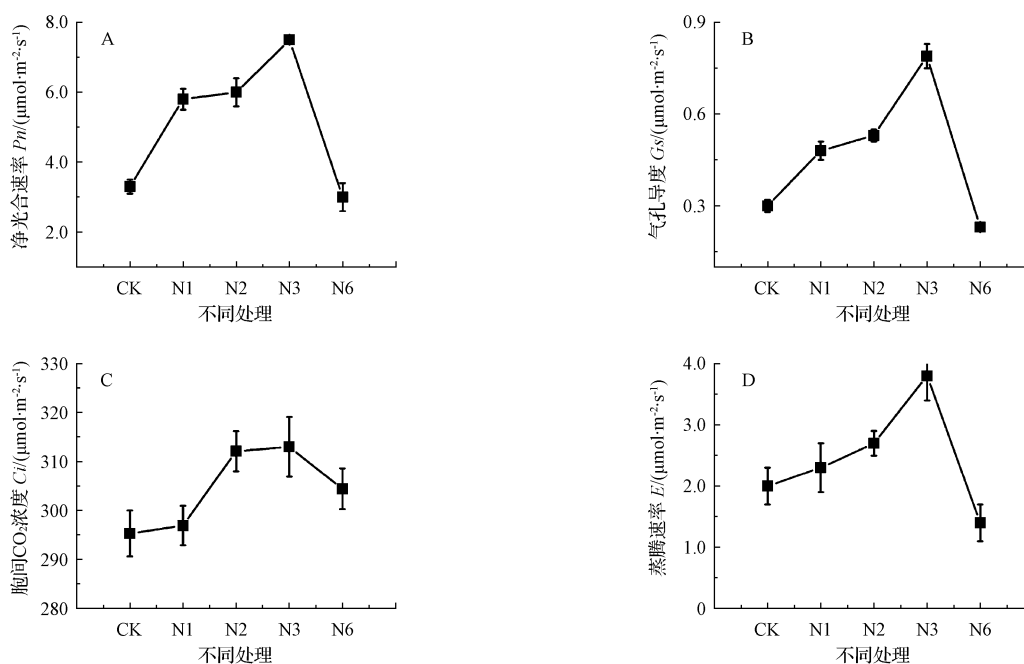 8.0
6.0
4.0
2.0
A
净光合速率 Pn/(μmol·m⁻²·s⁻¹)
CK N1 N2 N3 N6
不同处理
0.9
0.6
0.3
B
气孔导度 Gs/(μmol·m⁻²·s⁻¹)
CK N1 N2 N3 N6
不同处理
330
320
310
300
290
280
C
胞间CO₂浓度 Ci/(μmol·m⁻²·s⁻¹)
CK N1 N2 N3 N6
不同处理
4.0
3.0
2.0
1.0
0
D
蒸腾速率 E/(μmol·m⁻²·s⁻¹)
CK N1 N2 N3 N6
不同处理